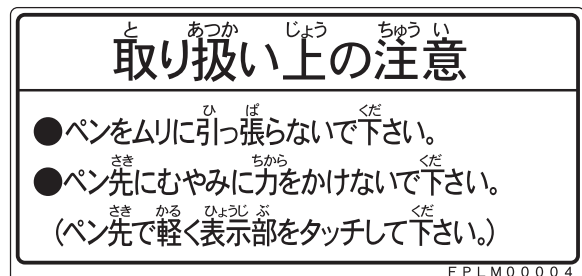 取り扱い上の注意
●ペンをムリに引っ張らないで下さい。
●ペン先にむやみに力をかけないで下さい。
(ペン先で軽く表示部をタッチして下さい。)
FPLM00004